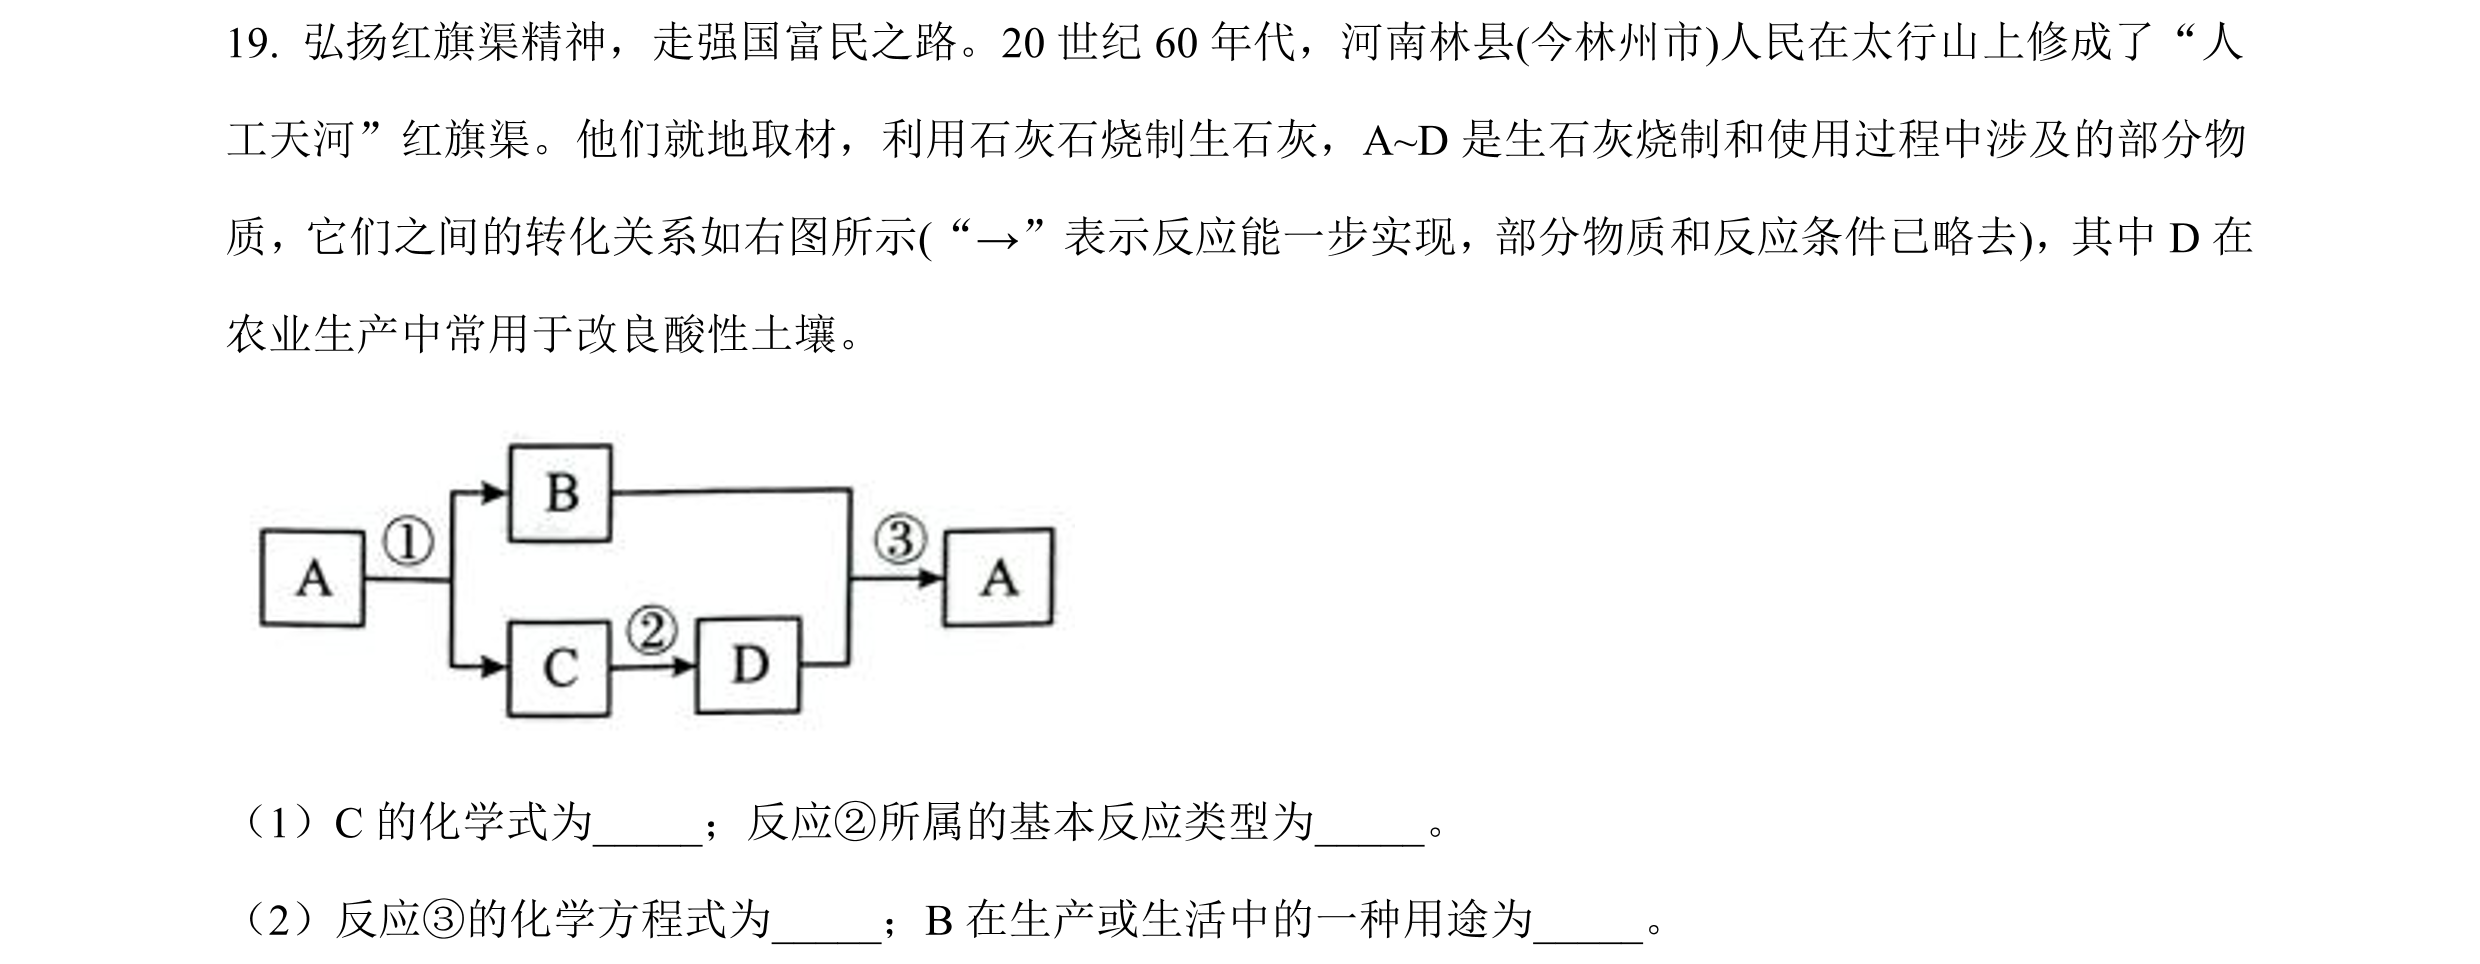 19. 弘扬红旗渠精神，走强国富民之路。20 世纪 60 年代，河南林县(今林州市)人民在太行山上修成了“人
工天河”红旗渠。他们就地取材，利用石灰石烧制生石灰，A~D 是生石灰烧制和使用过程中涉及的部分物
质，它们之间的转化关系如右图所示(“→”表示反应能一步实现，部分物质和反应条件已略去)，其中 D 在
农业生产中常用于改良酸性土壤。
B
① ③
A A
②
C D
（1）C 的化学式为_____；反应②所属的基本反应类型为_____。
（2）反应③的化学方程式为_____；B 在生产或生活中的一种用途为_____。